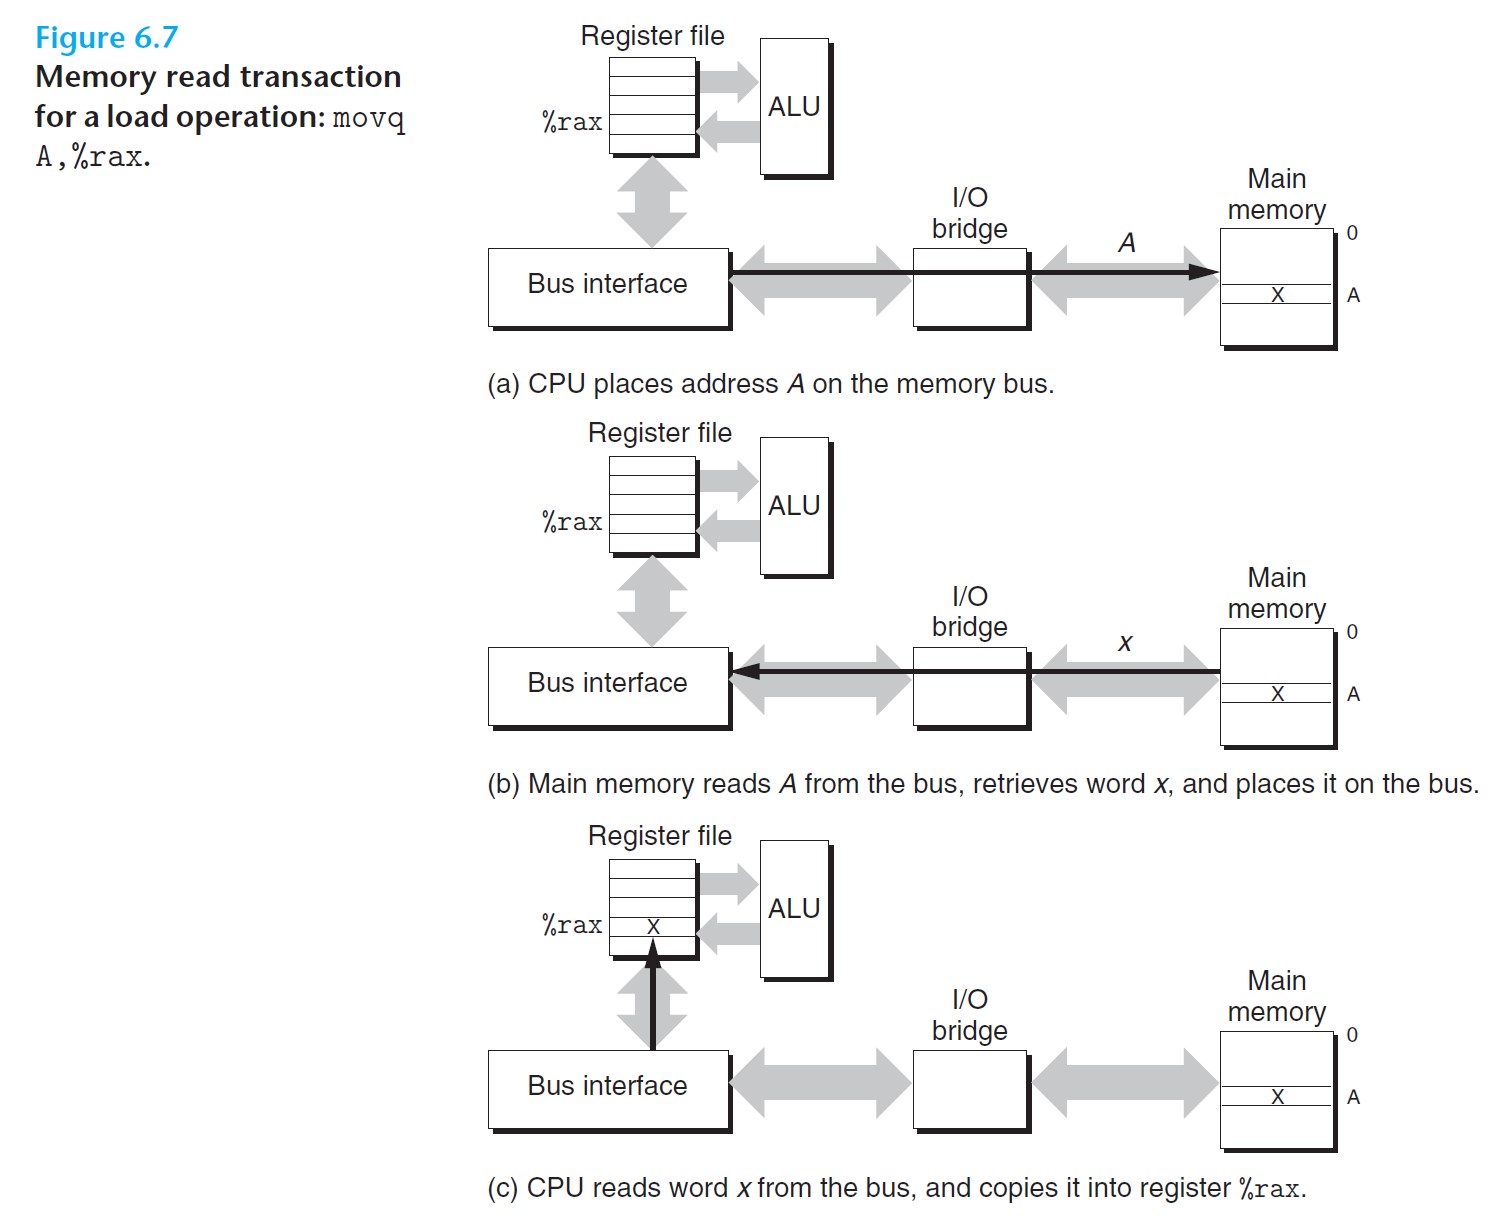 Figure 6.7
Memory read transaction
for a load operation: movq
A,%rax.
Register file
%rax
ALU
Bus interface
I/O
bridge
A
Main
memory
0
X
A
(a) CPU places address A on the memory bus.
Register file
%rax
ALU
Bus interface
I/O
bridge
x
Main
memory
0
X
A
(b) Main memory reads A from the bus, retrieves word x, and places it on the bus.
Register file
%rax
X
ALU
Bus interface
I/O
bridge
Main
memory
0
X
A
(c) CPU reads word x from the bus, and copies it into register %rax.